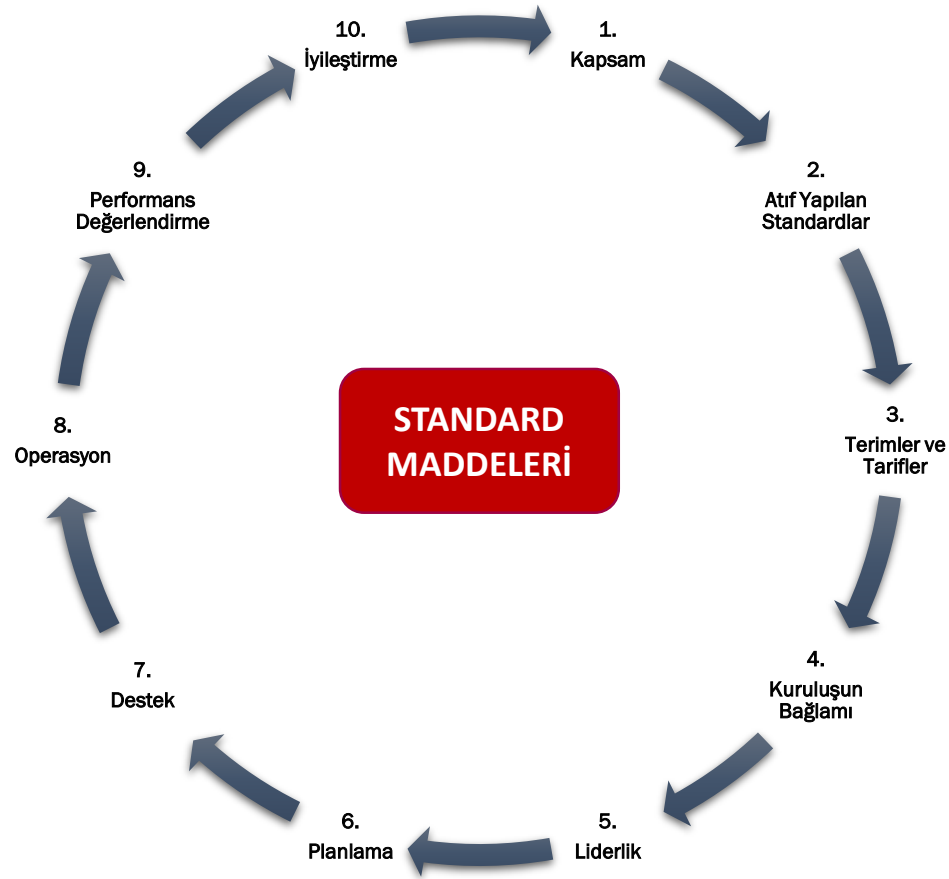 1.
Kapsam
2.
Atıf Yapılan
Standardlar
3.
Terimler ve
Tarifler
4.
Kuruluşun
Bağlamı
5.
Liderlik
6.
Planlama
7.
Destek
8.
Operasyon
9.
Performans
Değerlendirme
10.
İyileştirme
STANDARD
MADDELERİ